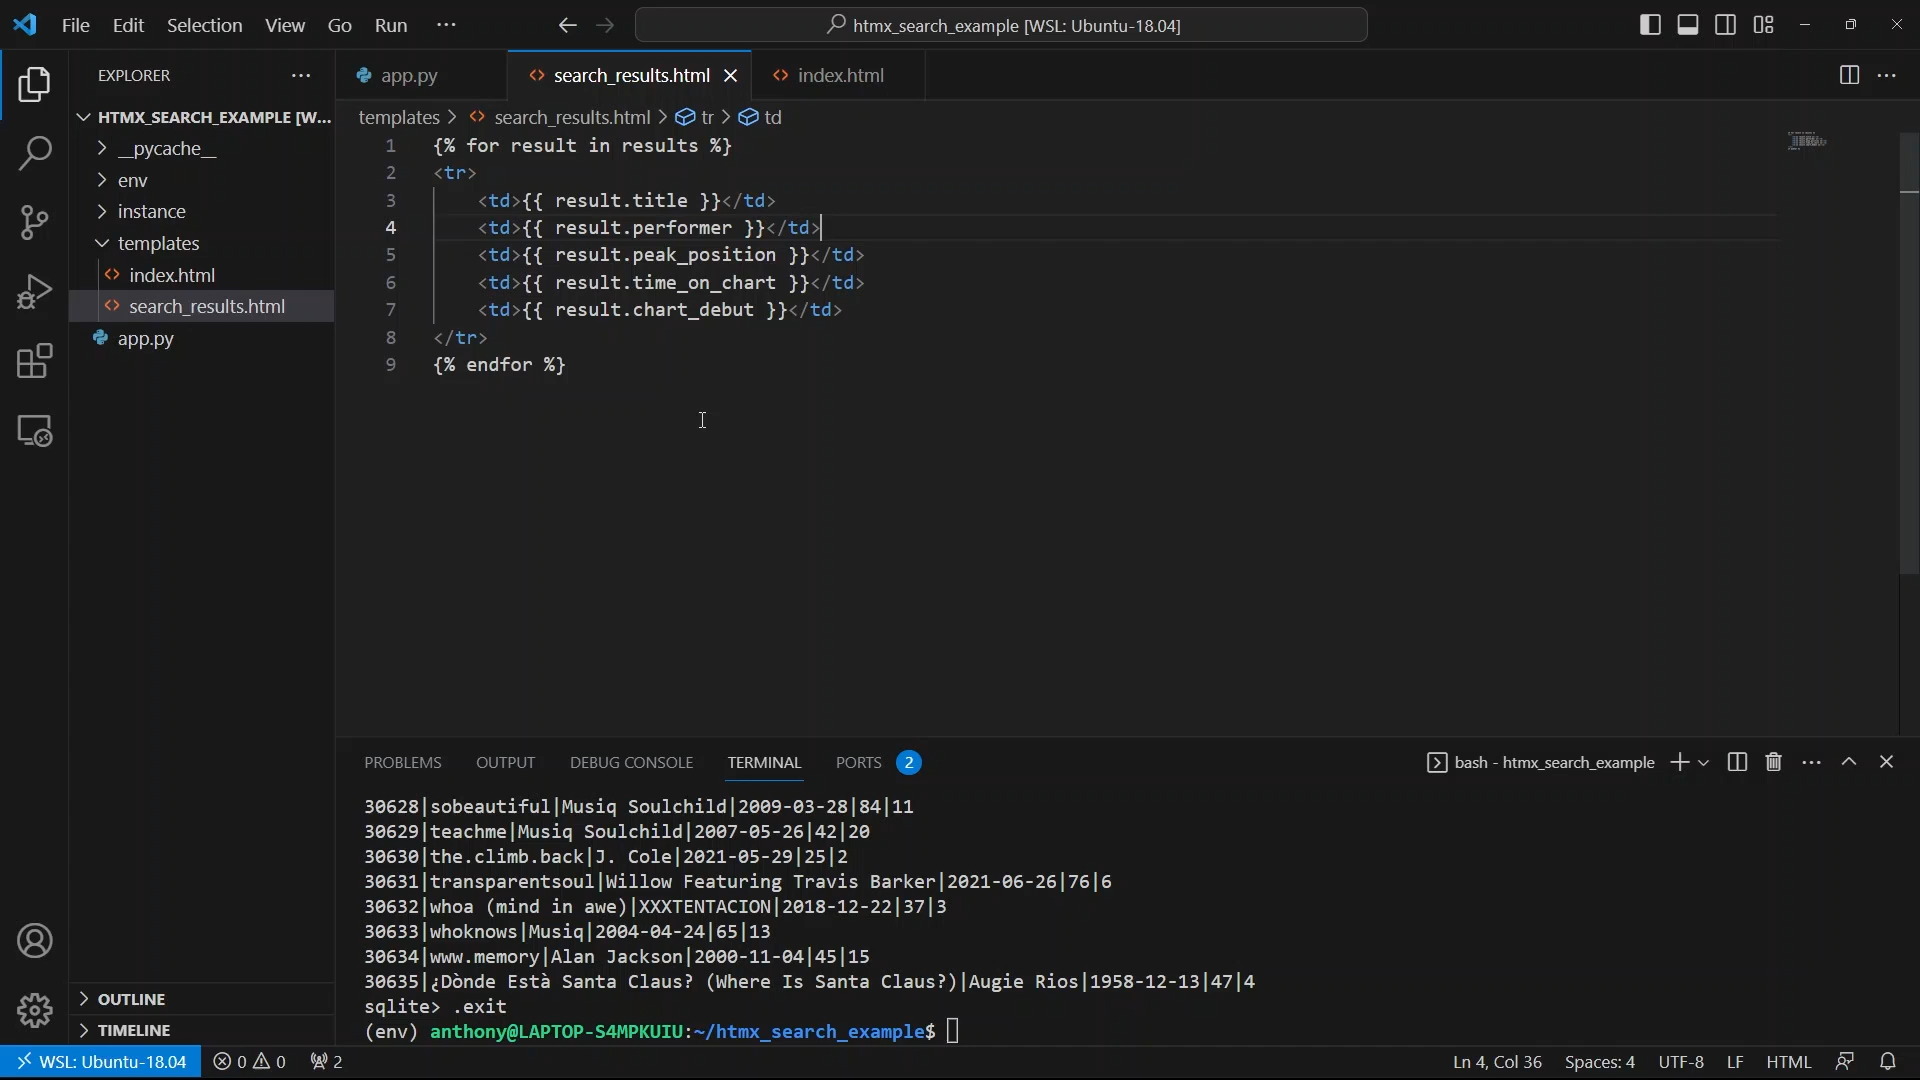 File Edit Selection View Go Run ···
htmx_search_example [WSL: Ubuntu-18.04]
EXPLORER ···
HTMX_SEARCH_EXAMPLE [W...
__pycache__
env
instance
templates
index.html
search_results.html
app.py
OUTLINE
TIMELINE
app.py
search_results.html
index.html
templates > search_results.html > tr > td
1 {% for result in results %}
2 <tr>
3 <td>{{ result.title }}</td>
4 <td>{{ result.performer }}</td>
5 <td>{{ result.peak_position }}</td>
6 <td>{{ result.time_on_chart }}</td>
7 <td>{{ result.chart_debut }}</td>
8 </tr>
9 {% endfor %}
PROBLEMS OUTPUT DEBUG CONSOLE TERMINAL PORTS 2
bash - htmx_search_example
30628|sobeautiful|Musiq Soulchild|2009-03-28|84|11
30629|teachme|Musiq Soulchild|2007-05-26|42|20
30630|the.climb.back|J. Cole|2021-05-29|25|2
30631|transparentsoul|Willow Featuring Travis Barker|2021-06-26|76|6
30632|whoa (mind in awe)|XXXTENTACION|2018-12-22|37|3
30633|whoknows|Musiq|2004-04-24|65|13
30634|www.memory|Alan Jackson|2000-11-04|45|15
30635|¿Dònde Està Santa Claus? (Where Is Santa Claus?)|Augie Rios|1958-12-13|47|4
sqlite> .exit
(env) anthony@LAPTOP-S4MPKUIU:~/htmx_search_example$
WSL: Ubuntu-18.04 0 0 2
Ln 4, Col 36 Spaces: 4 UTF-8 LF HTML